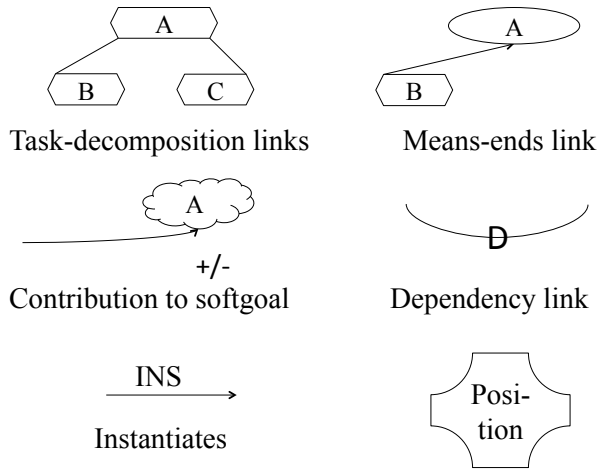 A
A
B
C
B
Task-decomposition links
Means-ends link
A
D
+/-
Contribution to softgoal
Dependency link
INS
Instantiates
Posi-
tion